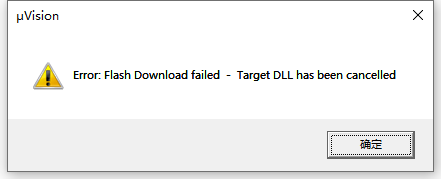 µVision
Error: Flash Download failed - Target DLL has been cancelled
确定